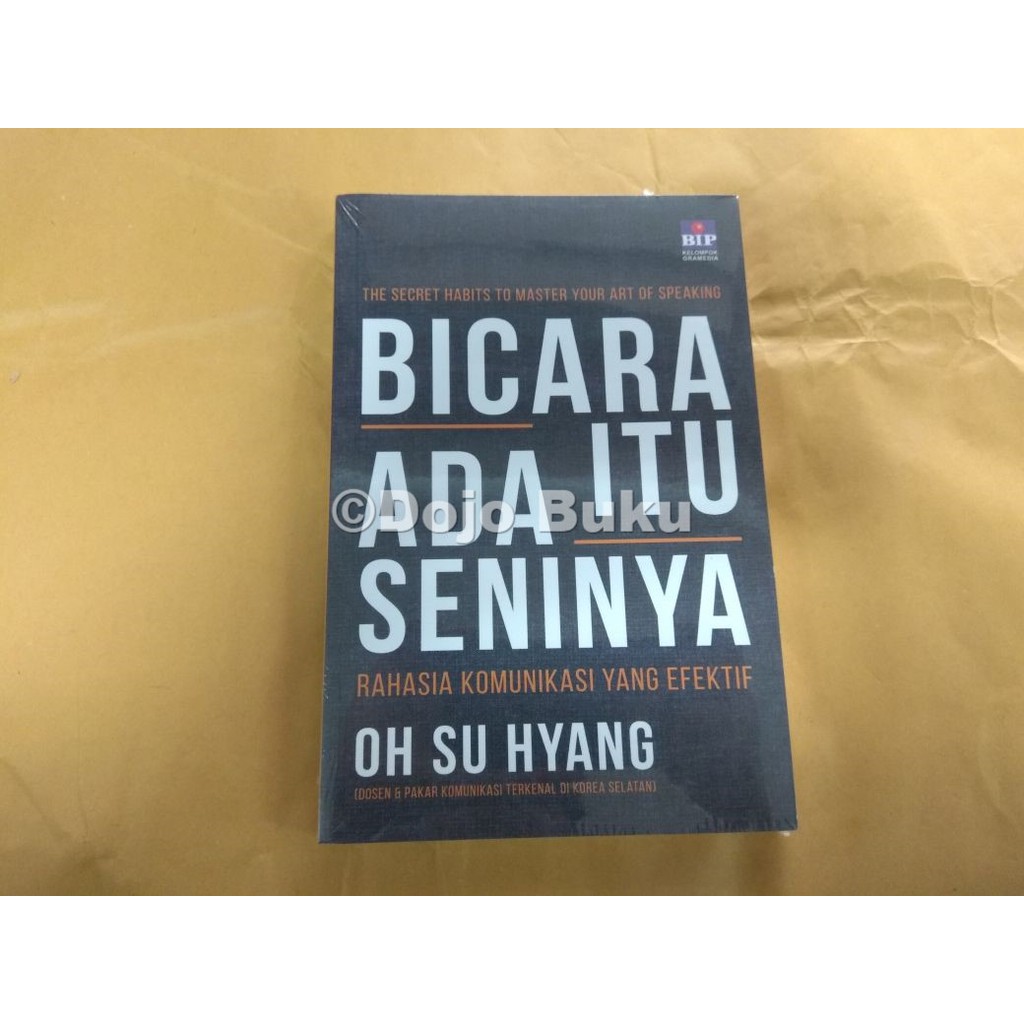 BIP
KELOMPOK
GRAMEDIA
THE SECRET HABITS TO MASTER YOUR ART OF SPEAKING
BICARA
ITU
ADA
SENINYA
©Dojo Buku
RAHASIA KOMUNIKASI YANG EFEKTIF
OH SU HYANG
(DOSEN & PAKAR KOMUNIKASI TERKENAL DI KOREA SELATAN)